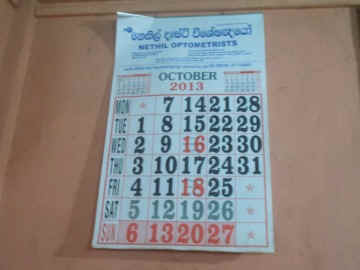 නෙතිල් දෘෂ්ටි විශේෂඥයෝ
NETHIL OPTOMETRISTS
OCTOBER
2013
MON * 7 14 21 28
TUE 1 8 15 22 29
WED 2 9 16 23 30
THU 3 10 17 24 31
FRI 4 11 18 25 *
SAT 5 12 19 26 *
SUN 6 13 20 27 *